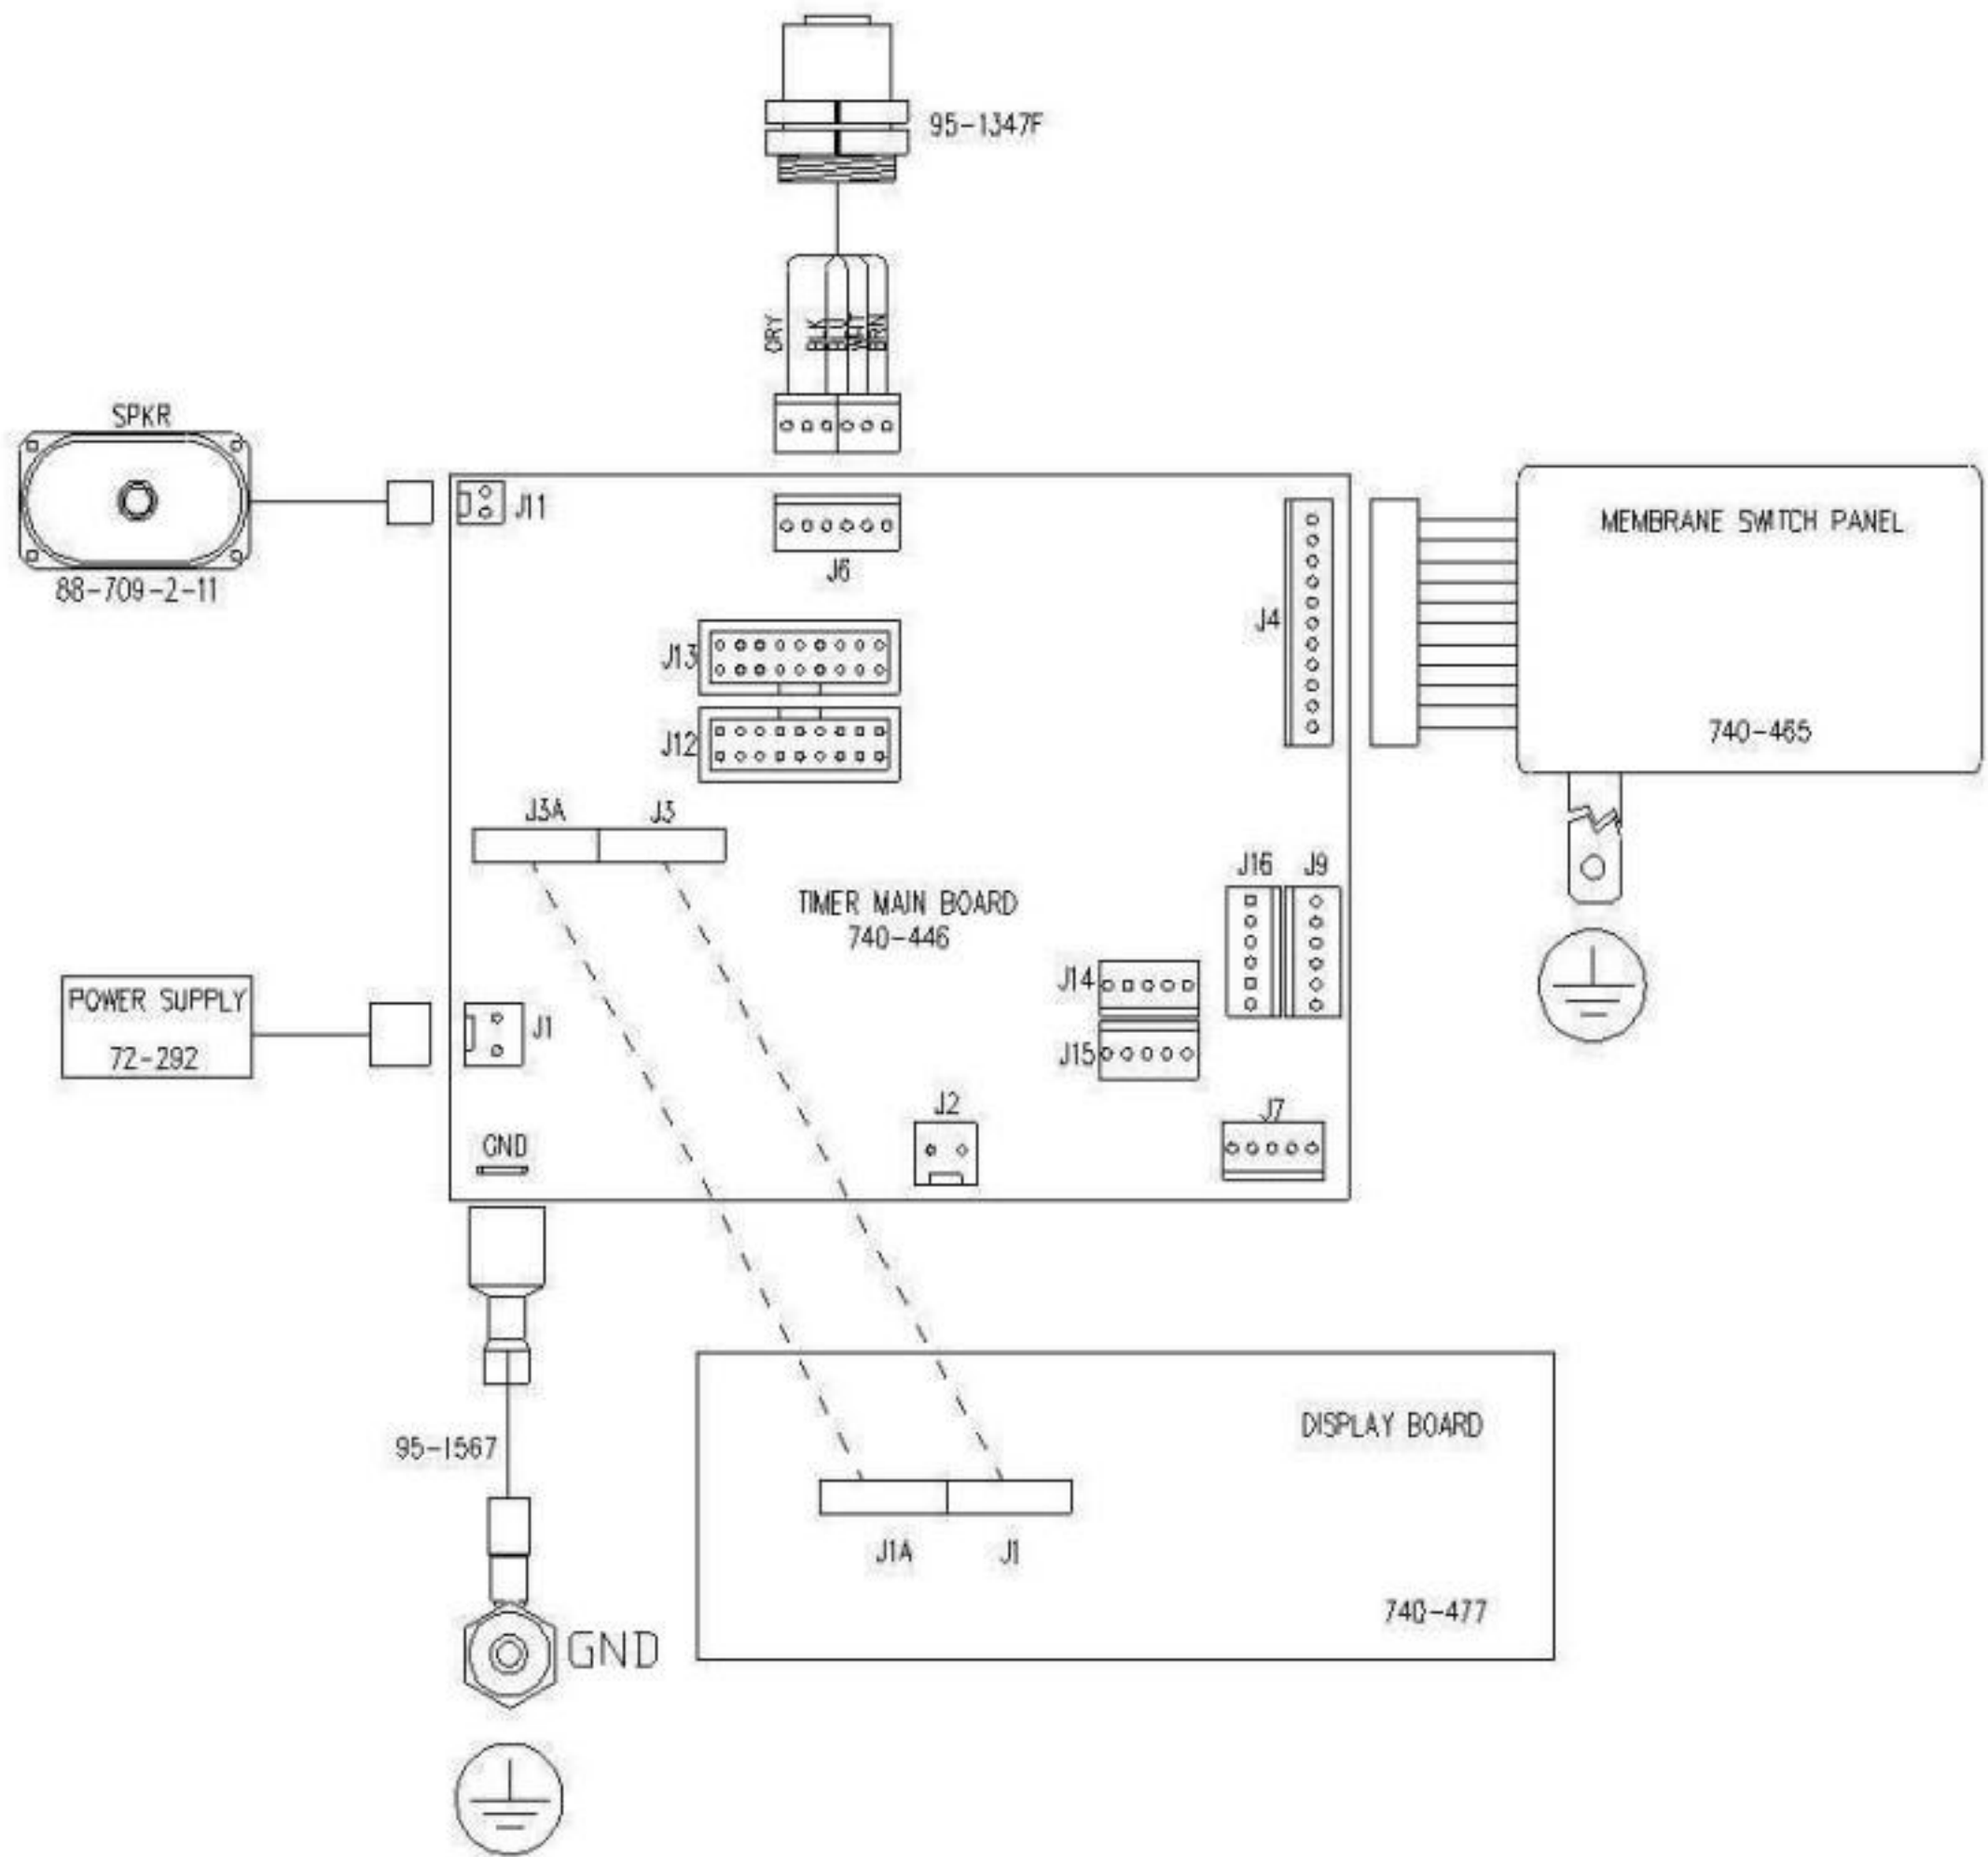 95-1347F
BLK
WHT
BRN
SPKR
88-709-2-11
J11
J6
MEMBRANE SWITCH PANEL
740-465
J4
J13
J12
J3A
J3
TIMER MAIN BOARD
740-446
J16
J9
J14
J15
POWER SUPPLY
72-292
J1
J2
J7
GND
95-1567
DISPLAY BOARD
J1A
J1
740-477
GND